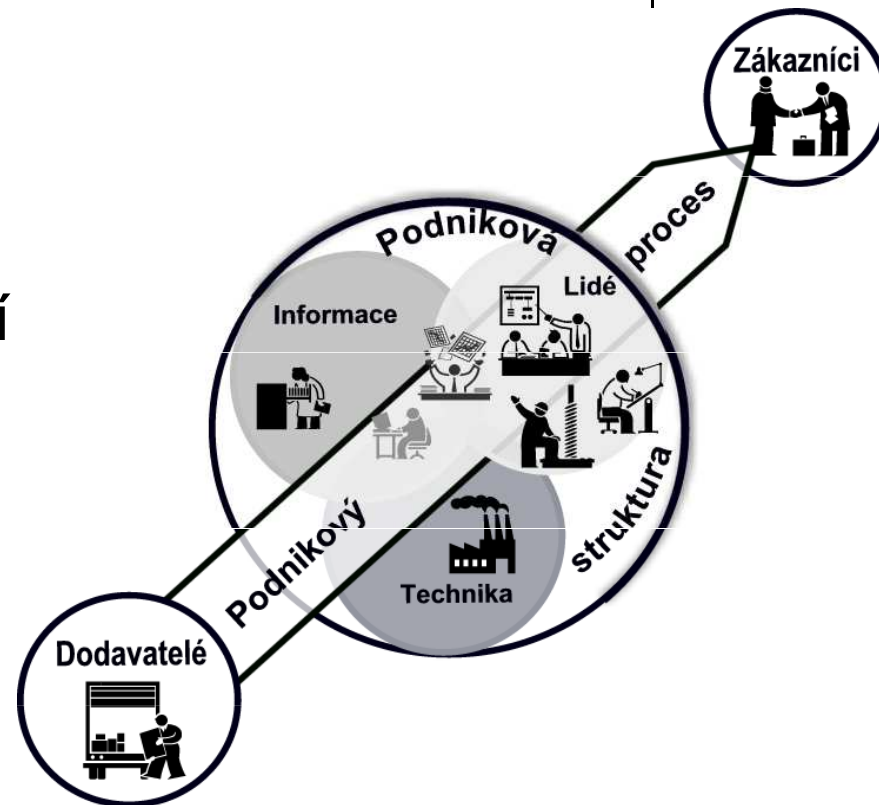 Zákazníci
proces
Podniková
Lidé
Informace
í
struktura
Podnikový
Technika
Dodavatelé